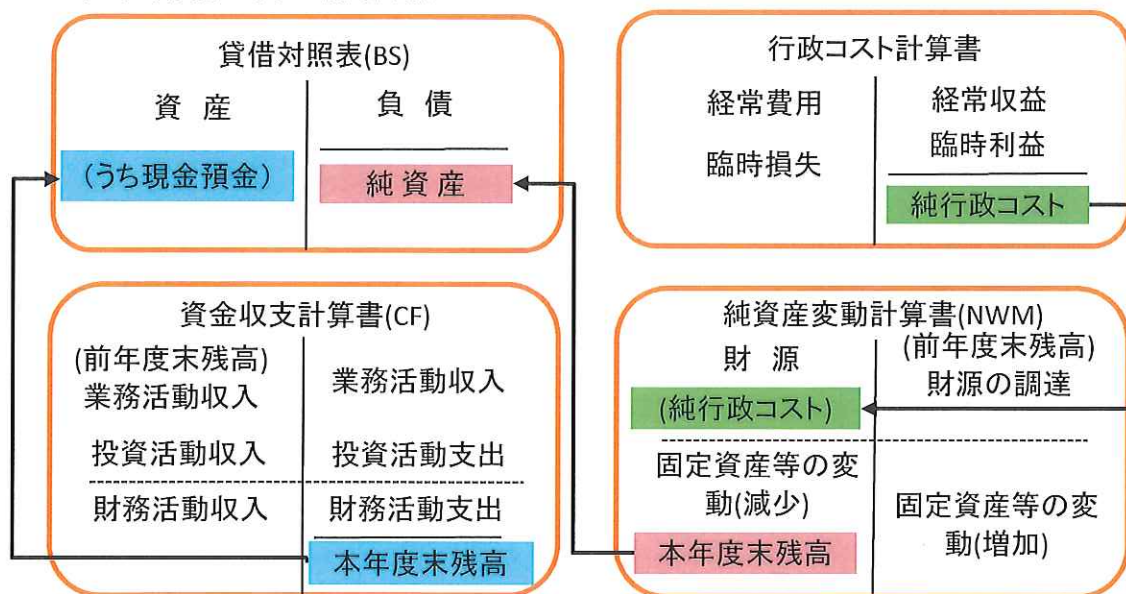 貸借対照表(BS)
資 産
負 債
(うち現金預金)
純資産
行政コスト計算書
経常費用
経常収益
臨時損失
臨時利益
純行政コスト
資金収支計算書(CF)
(前年度末残高)
業務活動収入
業務活動収入
投資活動収入
投資活動支出
財務活動収入
財務活動支出
本年度末残高
純資産変動計算書(NWM)
財 源
(前年度末残高)
財源の調達
(純行政コスト)
固定資産等の変
動(減少)
固定資産等の変
動(増加)
本年度末残高